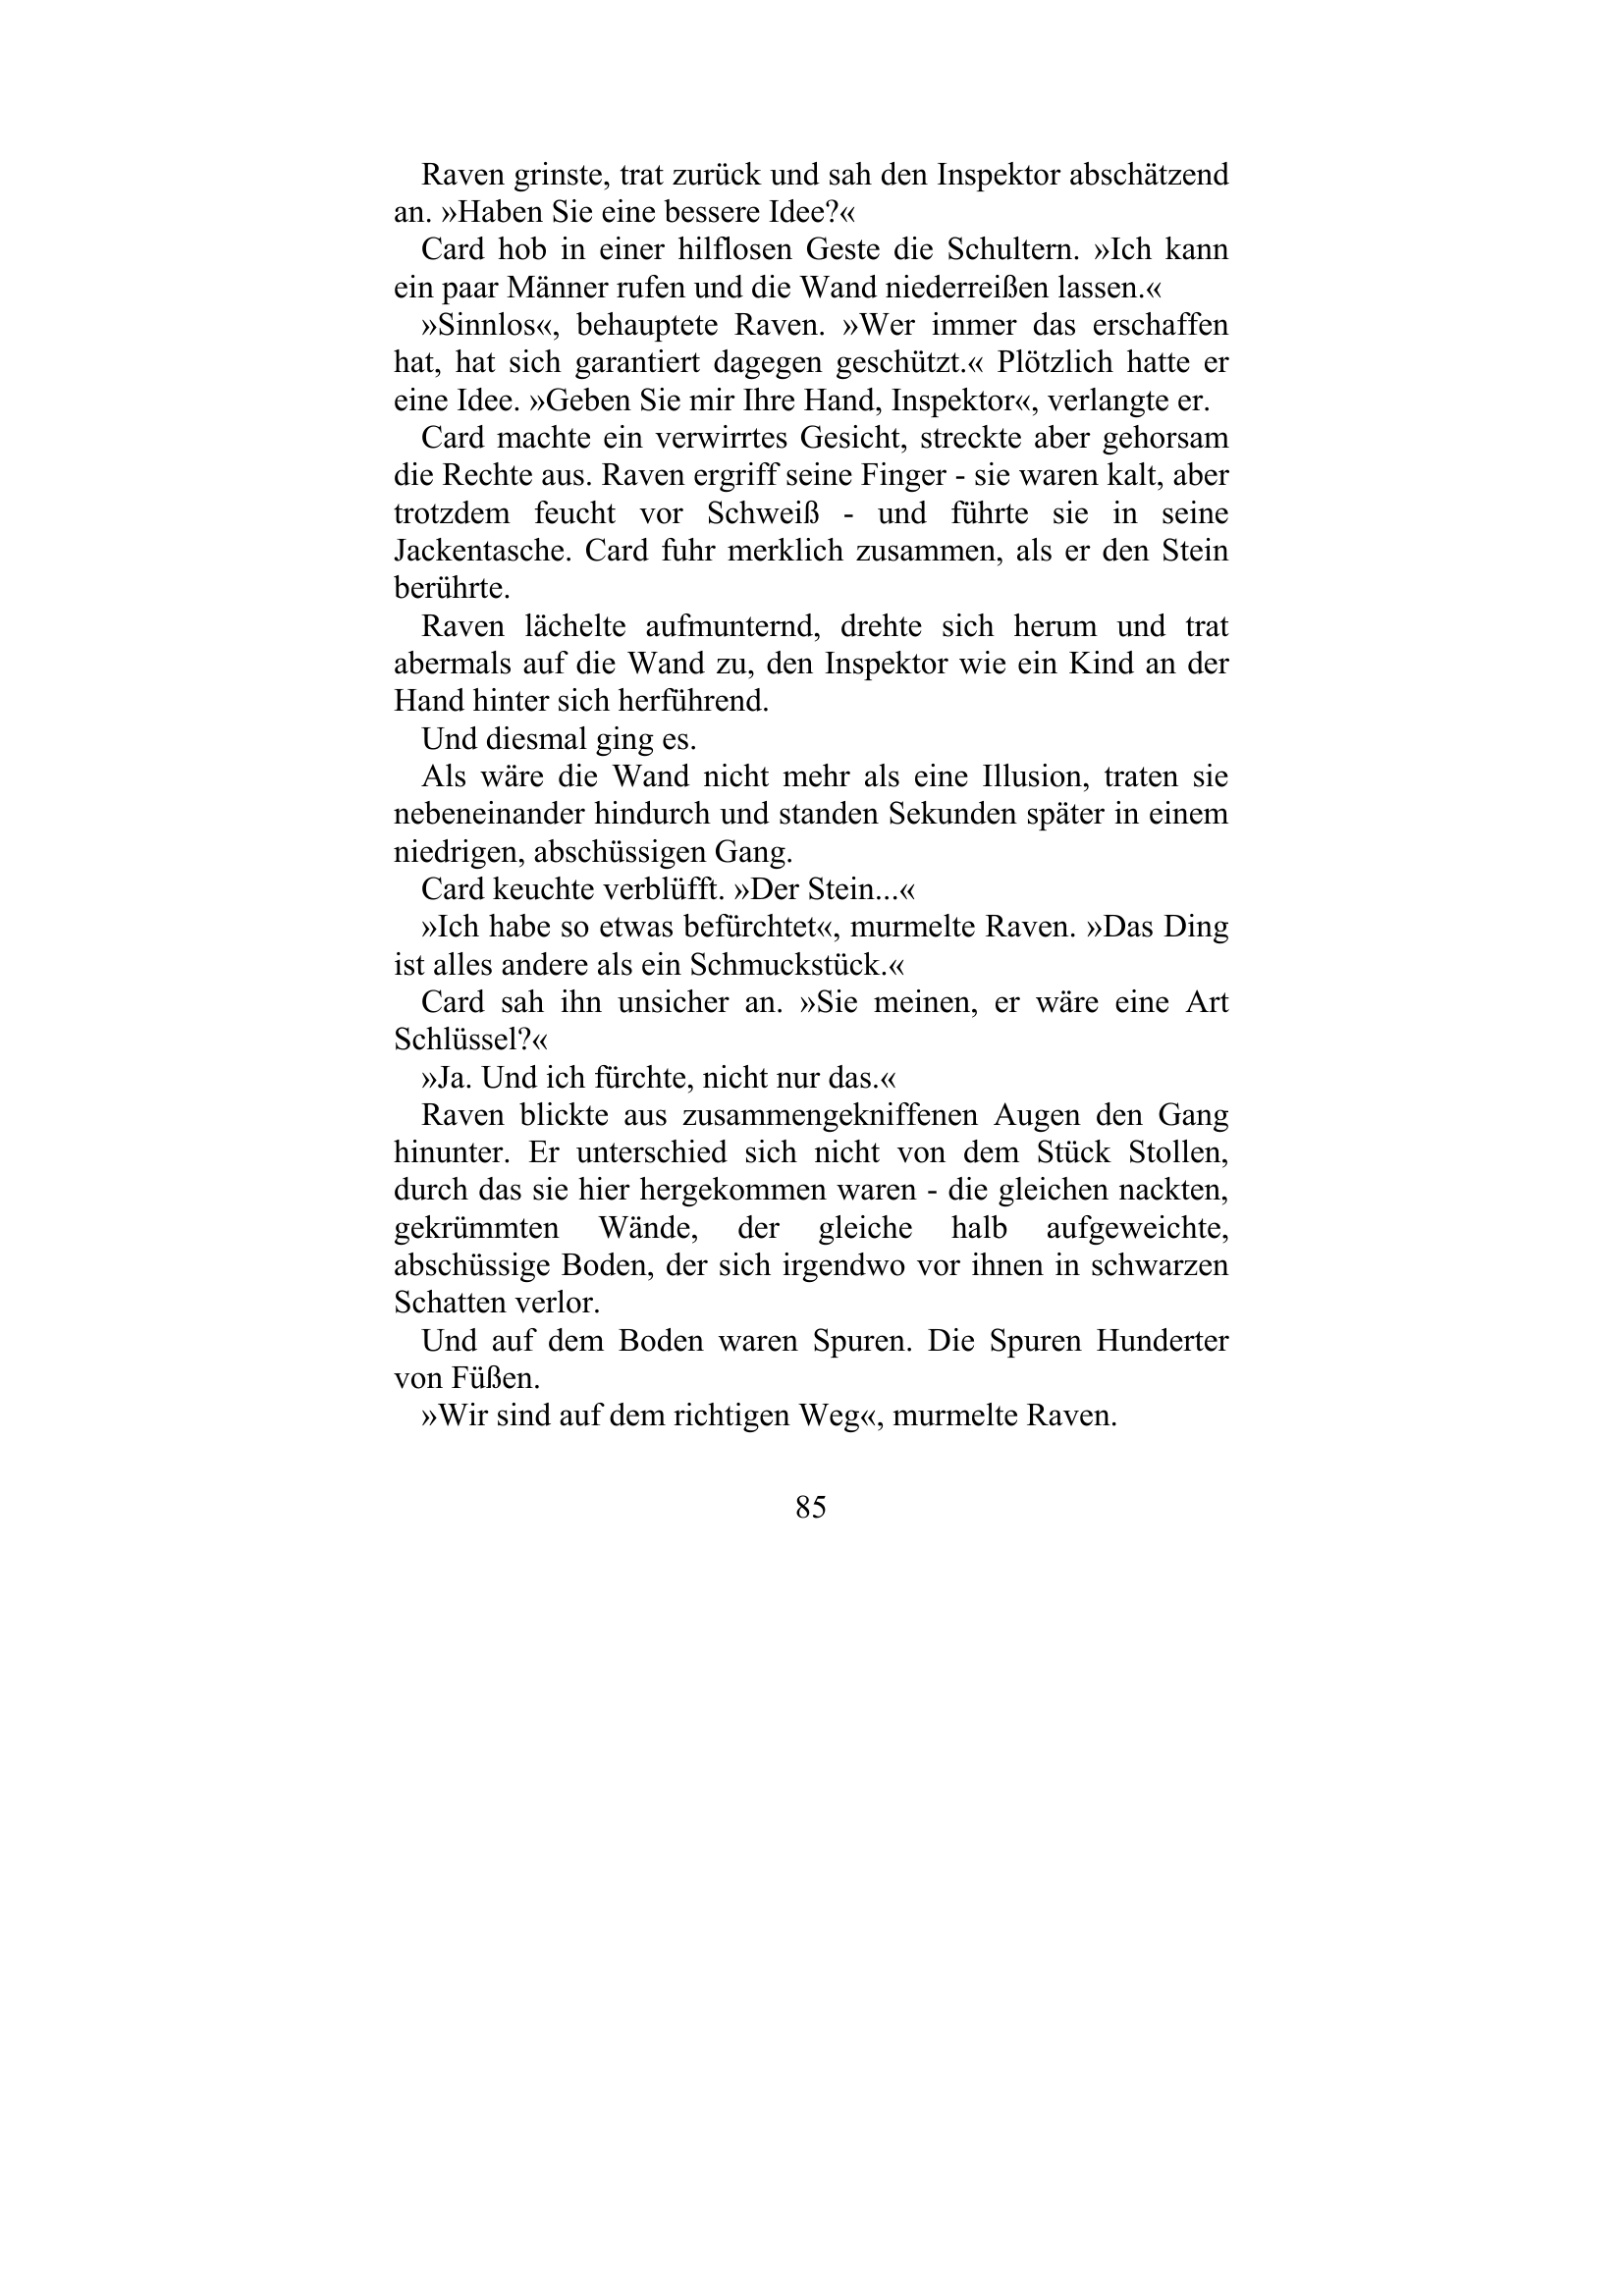 Raven grinste, trat zurück und sah den Inspektor abschätzend
an. »Haben Sie eine bessere Idee?«
Card hob in einer hilflosen Geste die Schultern. »Ich kann
ein paar Männer rufen und die Wand niederreißen lassen.«
»Sinnlos«, behauptete Raven. »Wer immer das erschaffen
hat, hat sich garantiert dagegen geschützt.« Plötzlich hatte er
eine Idee. »Geben Sie mir Ihre Hand, Inspektor«, verlangte er.
Card machte ein verwirrtes Gesicht, streckte aber gehorsam
die Rechte aus. Raven ergriff seine Finger - sie waren kalt, aber
trotzdem feucht vor Schweiß - und führte sie in seine
Jackentasche. Card fuhr merklich zusammen, als er den Stein
berührte.
Raven lächelte aufmunternd, drehte sich herum und trat
abermals auf die Wand zu, den Inspektor wie ein Kind an der
Hand hinter sich herführend.
Und diesmal ging es.
Als wäre die Wand nicht mehr als eine Illusion, traten sie
nebeneinander hindurch und standen Sekunden später in einem
niedrigen, abschüssigen Gang.
Card keuchte verblüfft. »Der Stein...«
»Ich habe so etwas befürchtet«, murmelte Raven. »Das Ding
ist alles andere als ein Schmuckstück.«
Card sah ihn unsicher an. »Sie meinen, er wäre eine Art
Schlüssel?«
»Ja. Und ich fürchte, nicht nur das.«
Raven blickte aus zusammengekniffenen Augen den Gang
hinunter. Er unterschied sich nicht von dem Stück Stollen,
durch das sie hier hergekommen waren - die gleichen nackten,
gekrümmten Wände, der gleiche halb aufgeweichte,
abschüssige Boden, der sich irgendwo vor ihnen in schwarzen
Schatten verlor.
Und auf dem Boden waren Spuren. Die Spuren Hunderter
von Füßen.
»Wir sind auf dem richtigen Weg«, murmelte Raven.
85